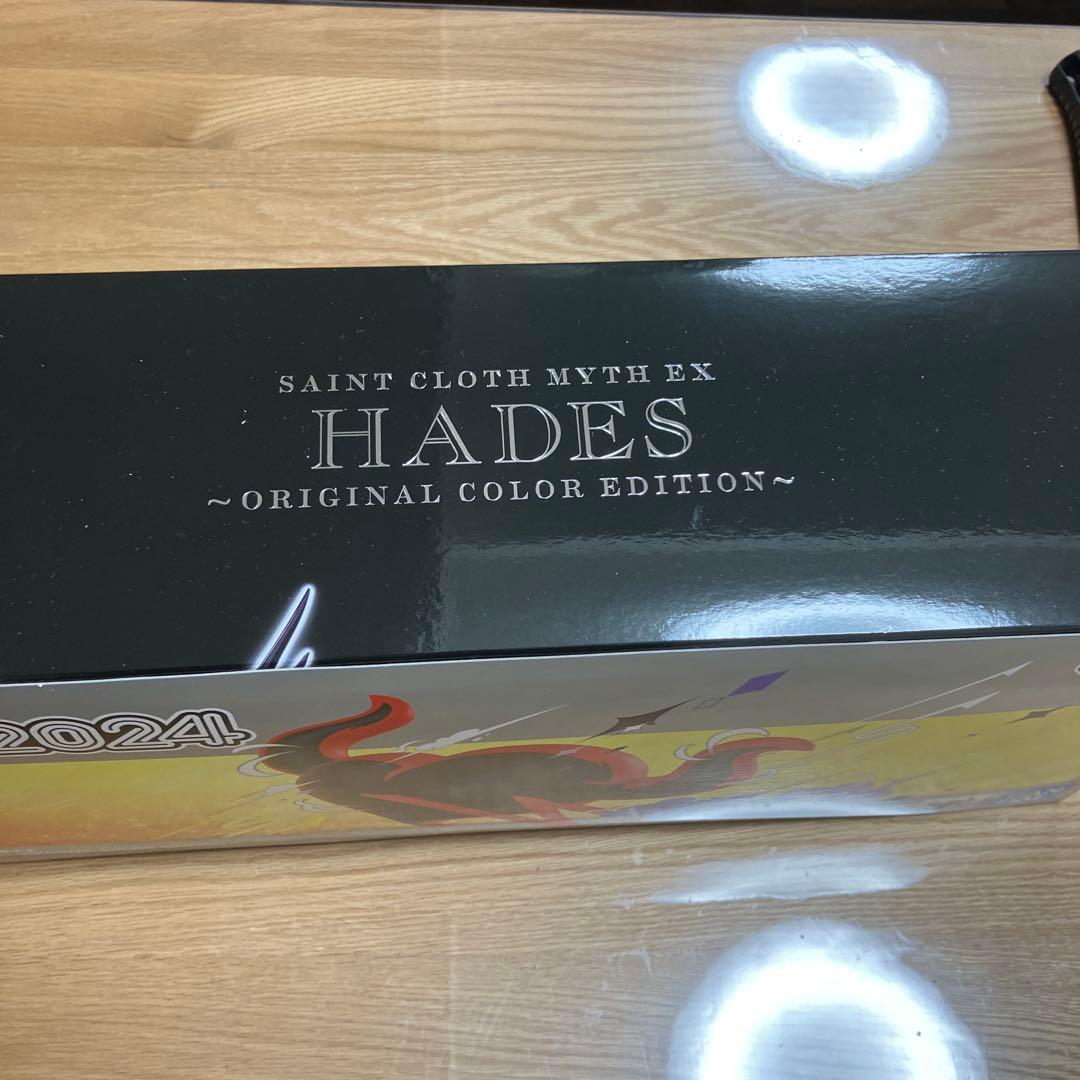 SAINT CLOTH MYTH EX
HADES
~ORIGINAL COLOR EDITION~
2024